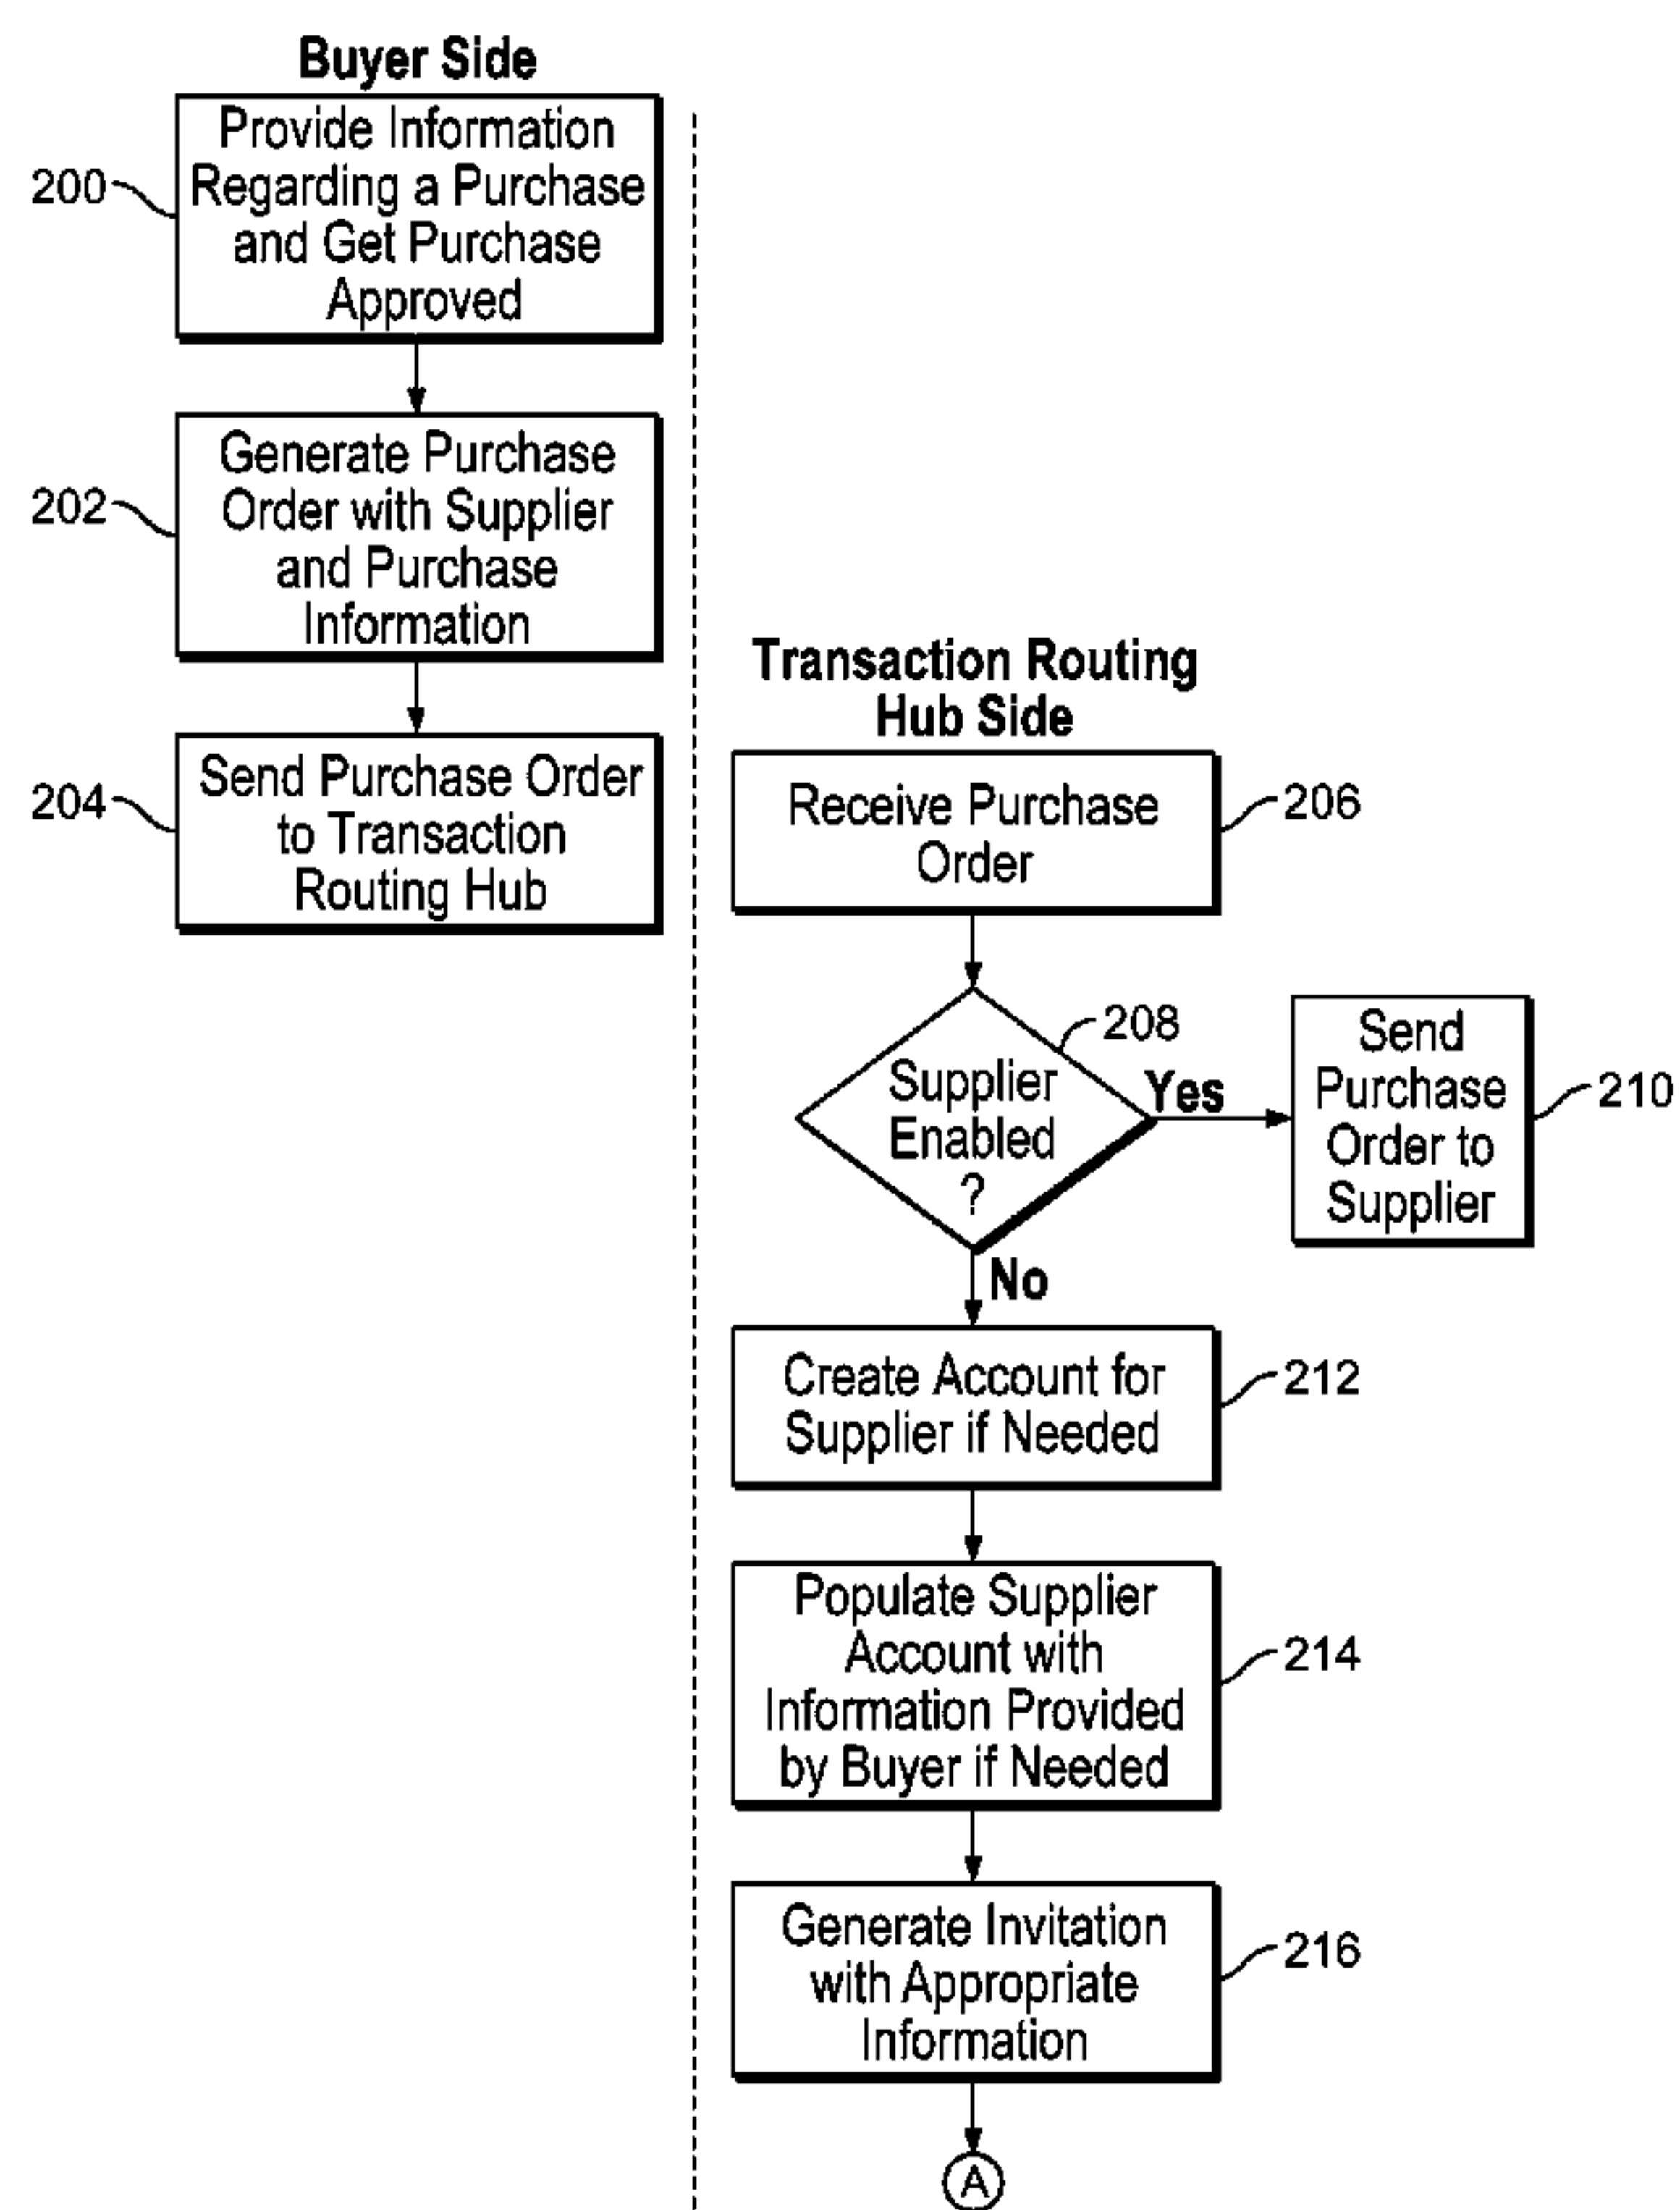 Buyer Side
200
Provide Information
Regarding a Purchase
and Get Purchase
Approved
202
Generate Purchase
Order with Supplier
and Purchase
Information
204
Send Purchase Order
to Transaction
Routing Hub
Transaction Routing
Hub Side
Receive Purchase
Order
206
208
Supplier
Enabled
?
Yes
Send
Purchase
Order to
Supplier
210
No
Create Account for
Supplier if Needed
212
Populate Supplier
Account with
Information Provided
by Buyer if Needed
214
Generate Invitation
with Appropriate
Information
216
A